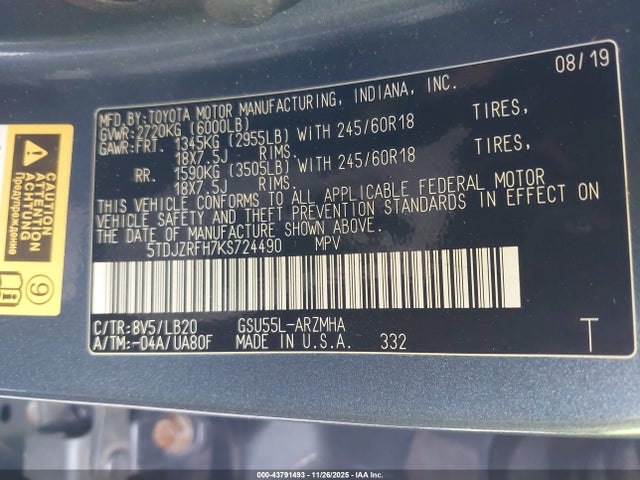 08/19
MFD.BY:TOYOTA MOTOR MANUFACTURING, INDIANA, INC.
GVWR:2720KG (6000LB)
GAWR:FRT. 1345KG (2955LB) WITH 245/60R18 TIRES,
18X7.5J RIMS.
RR. 1590KG (3505LB) WITH 245/60R18 TIRES,
18X7.5J RIMS.
THIS VEHICLE CONFORMS TO ALL APPLICABLE FEDERAL MOTOR
VEHICLE SAFETY AND THEFT PREVENTION STANDARDS IN EFFECT ON
THE DATE OF MANUFACTURE SHOWN ABOVE.
5TDJZRFH7KS724490 MPV
C/TR:8V5/LB20 GSU55L-ARZMHA
A/TM:-04A/UA80F MADE IN U.S.A. 332 T
CAUTION
ATTENTION
ACHTUNG
Предупреждение
9
000-43791493 - 11/26/2025 - IAA Inc.